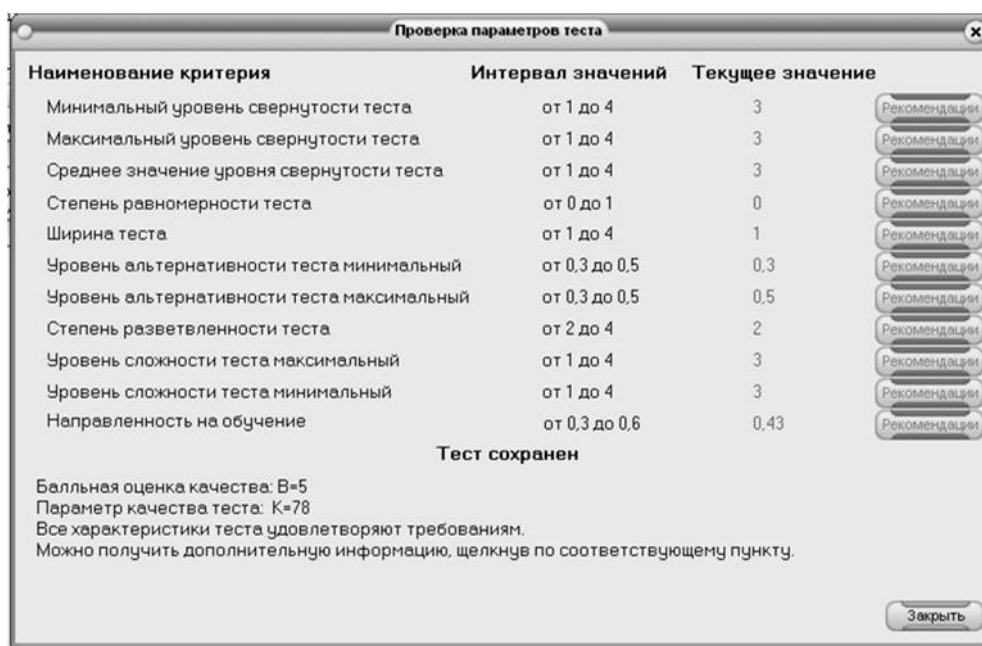 Проверка параметров теста
Наименование критерия Интервал значений Текущее значение
Минимальный уровень свернутости теста от 1 до 4 3 Рекомендации
Максимальный уровень свернутости теста от 1 до 4 3 Рекомендации
Среднее значение уровня свернутости теста от 1 до 4 3 Рекомендации
Степень равномерности теста от 0 до 1 0 Рекомендации
Ширина теста от 1 до 4 1 Рекомендации
Уровень альтернативности теста минимальный от 0,3 до 0,5 0,3 Рекомендации
Уровень альтернативности теста максимальный от 0,3 до 0,5 0,5 Рекомендации
Степень разветвленности теста от 2 до 4 2 Рекомендации
Уровень сложности теста максимальный от 1 до 4 3 Рекомендации
Уровень сложности теста минимальный от 1 до 4 3 Рекомендации
Направленность на обучение от 0,3 до 0,6 0,43 Рекомендации
Тест сохранен
Балльная оценка качества: B=5
Параметр качества теста: K=78
Все характеристики теста удовлетворяют требованиям.
Можно получить дополнительную информацию, щелкнув по соответствующему пункту.
Закрыть